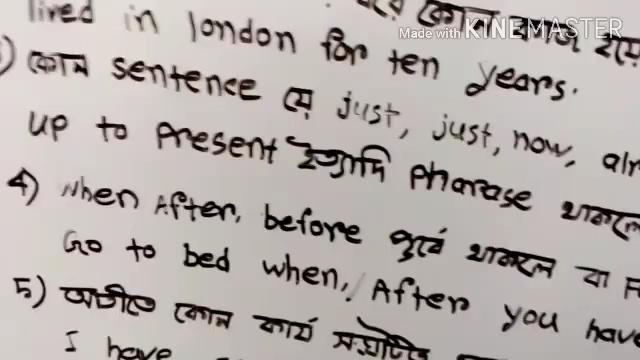 Made with KINEMASTER
lived in london for ten years.
কোন sentence য়ে just, just, now,
up to present ইত্যাদি pharase থাকলে
4) When After, before পূর্বে থাকলে বা
Go to bed when, After you have
5) অতীতে কোন কার্য সংঘটিত
I have